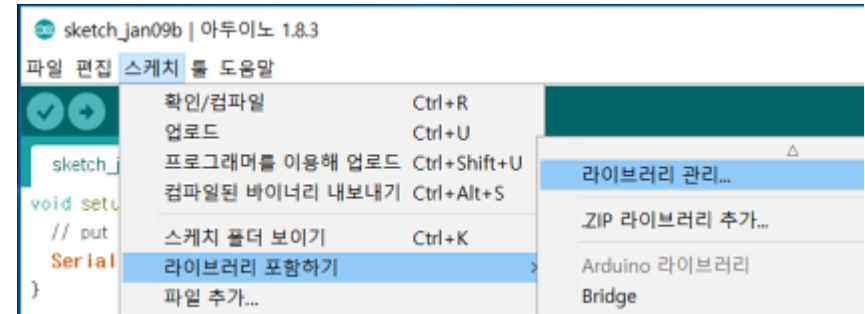 sketch_jan09b | 아두이노 1.8.3
파일 편집 스케치 툴 도움말
확인/컴파일 Ctrl+R
업로드 Ctrl+U
프로그래머를 이용해 업로드 Ctrl+Shift+U
컴파일된 바이너리 내보내기 Ctrl+Alt+S
스케치 폴더 보이기 Ctrl+K
라이브러리 포함하기
파일 추가...
라이브러리 관리...
.ZIP 라이브러리 추가...
Arduino 라이브러리
Bridge
sketch_j
void setu
// put
Serial
}